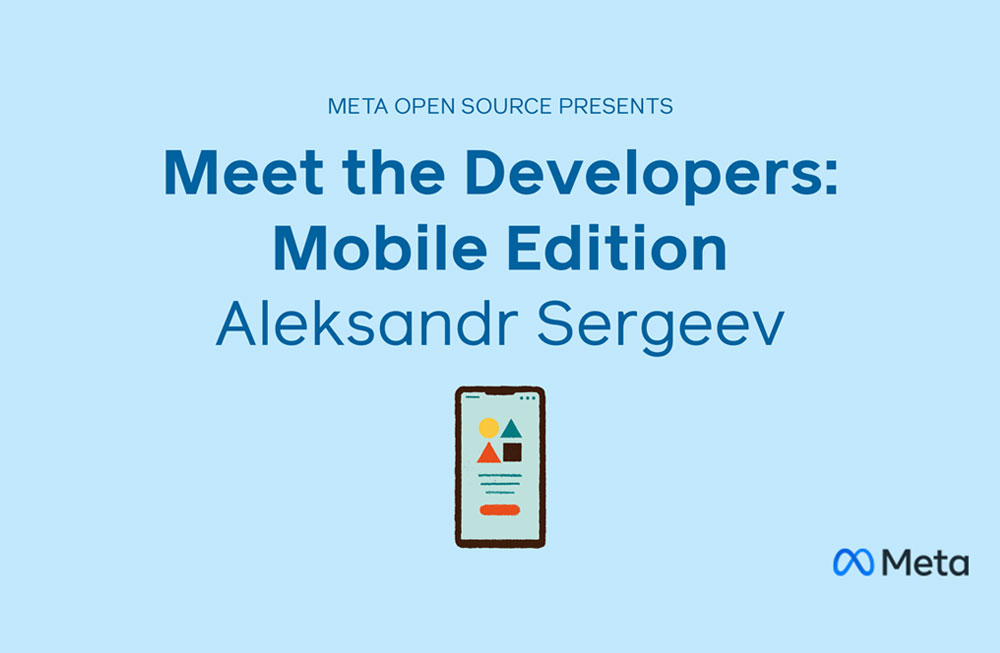 META OPEN SOURCE PRESENTS
Meet the Developers:
Mobile Edition
Aleksandr Sergeev
Meta